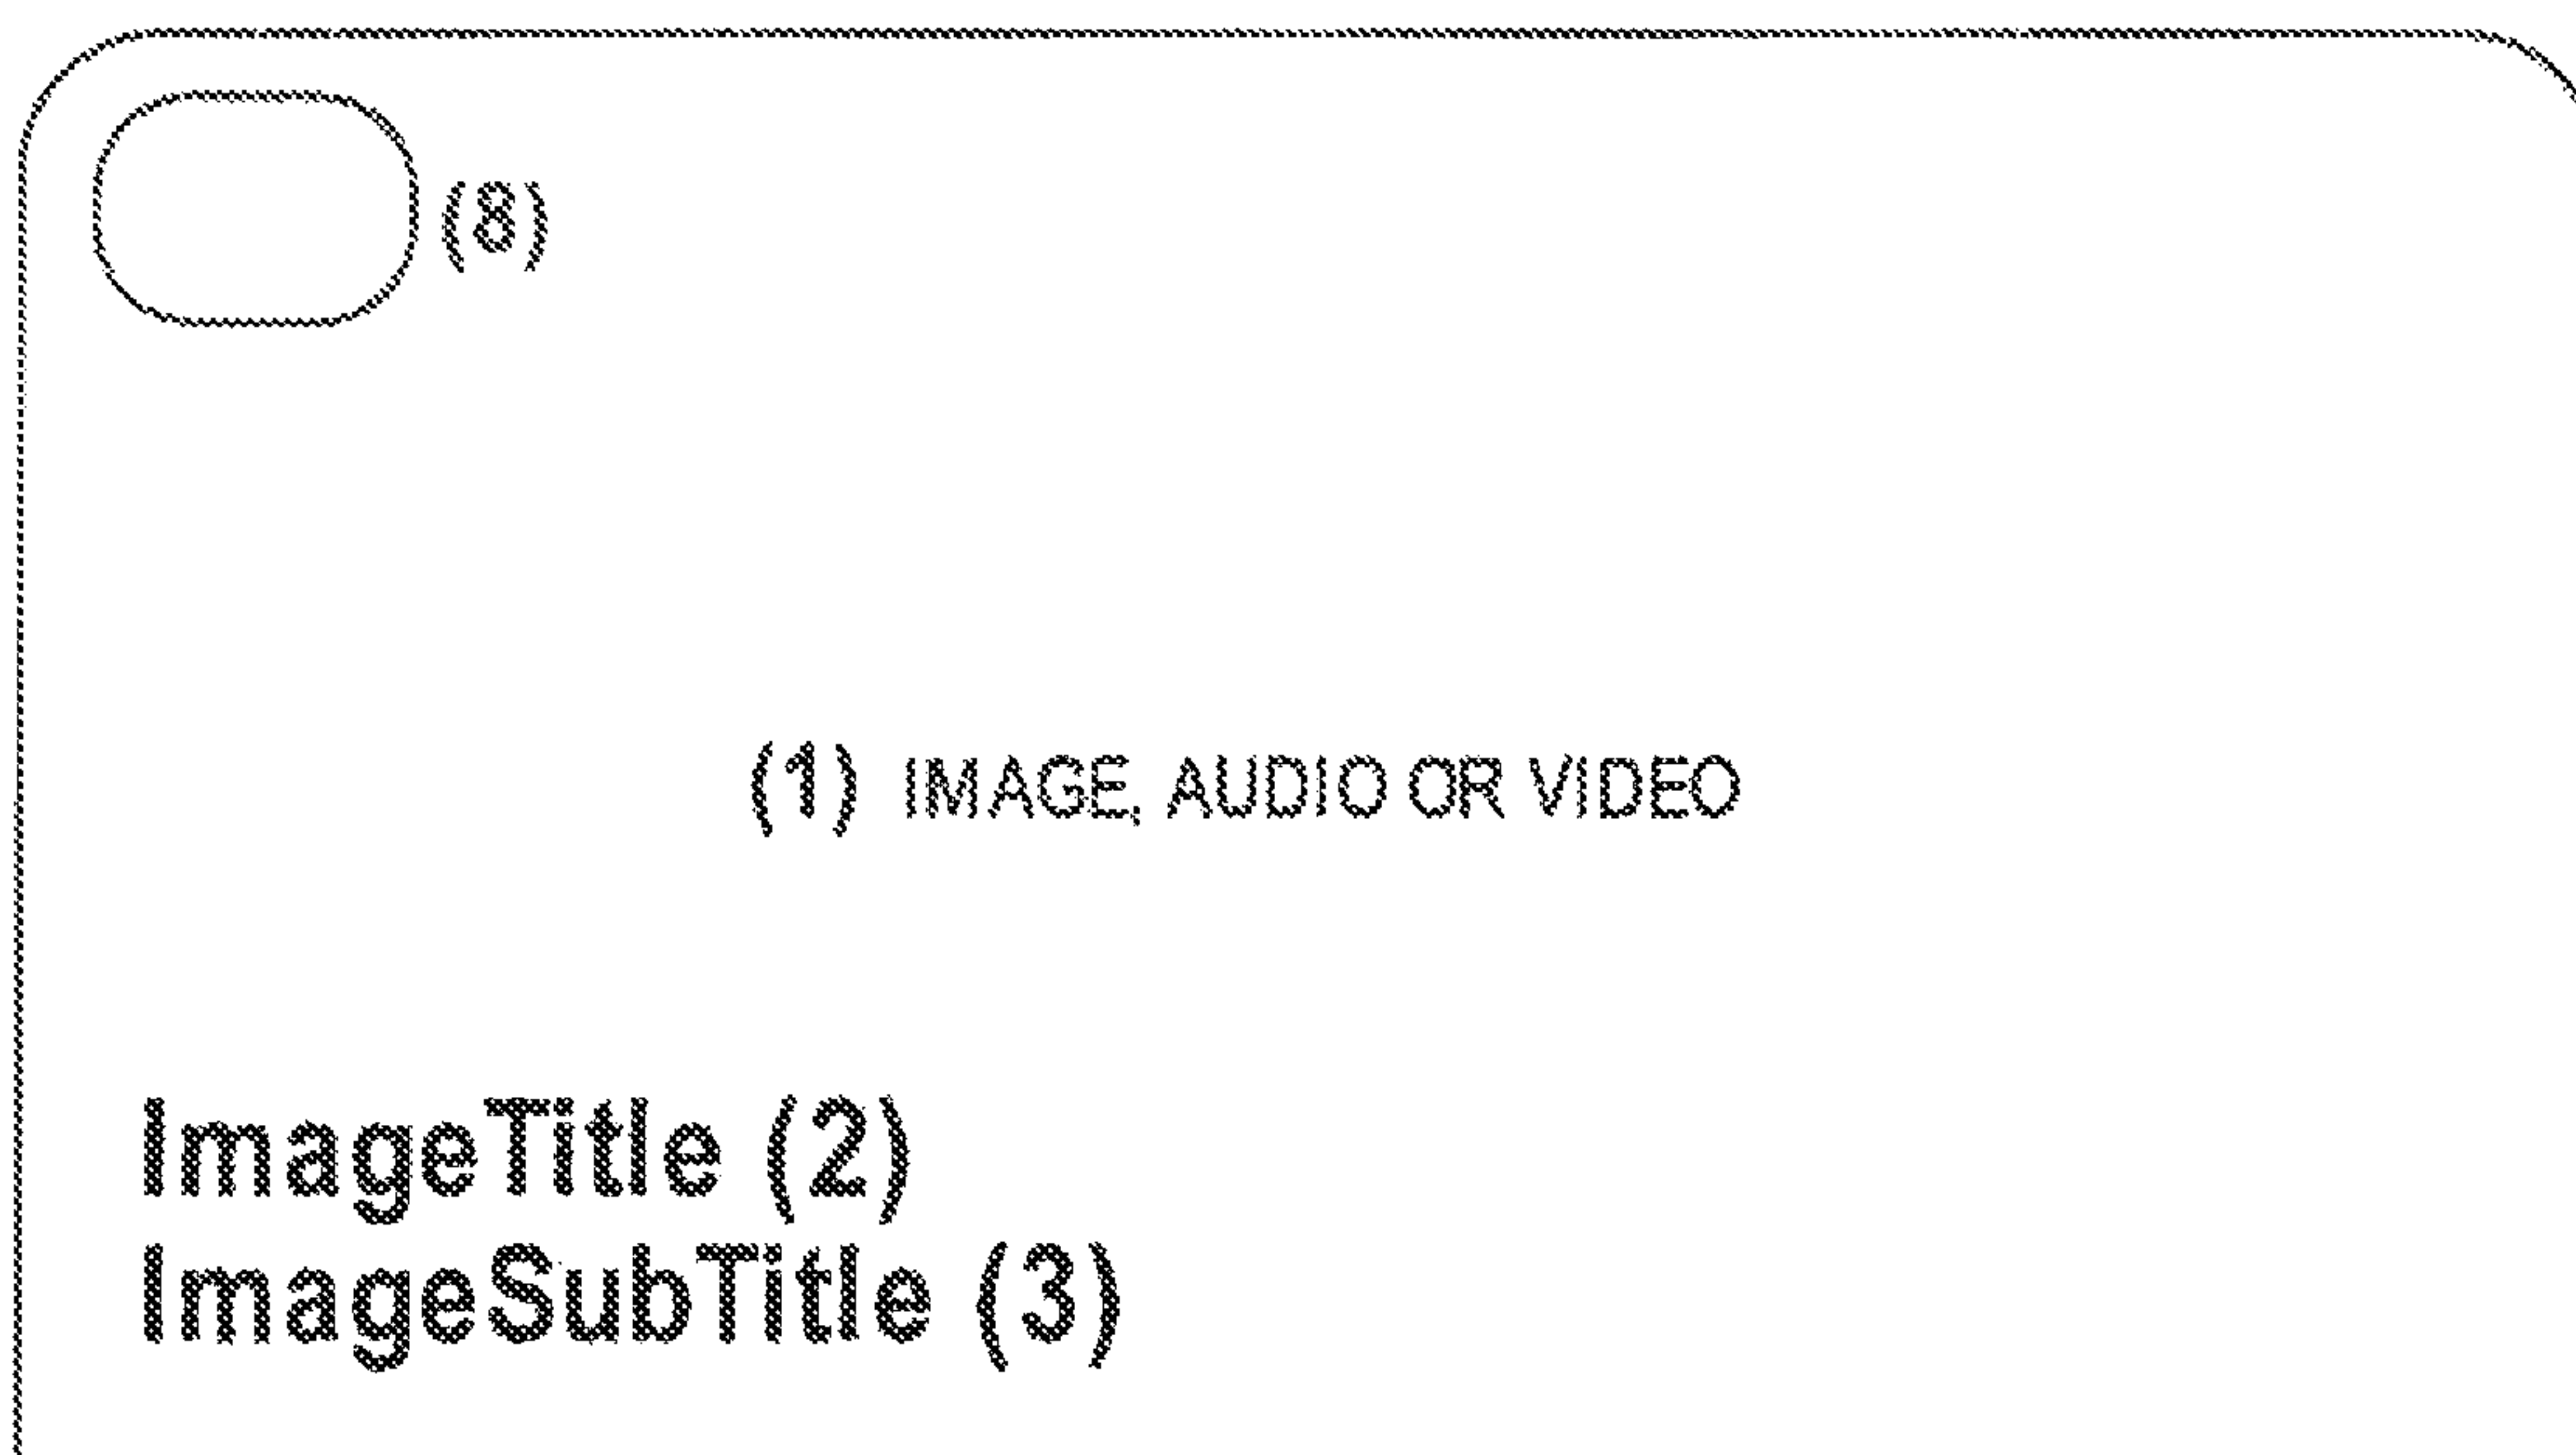 (8)
(1) IMAGE, AUDIO OR VIDEO
ImageTitle (2)
ImageSubTitle (3)